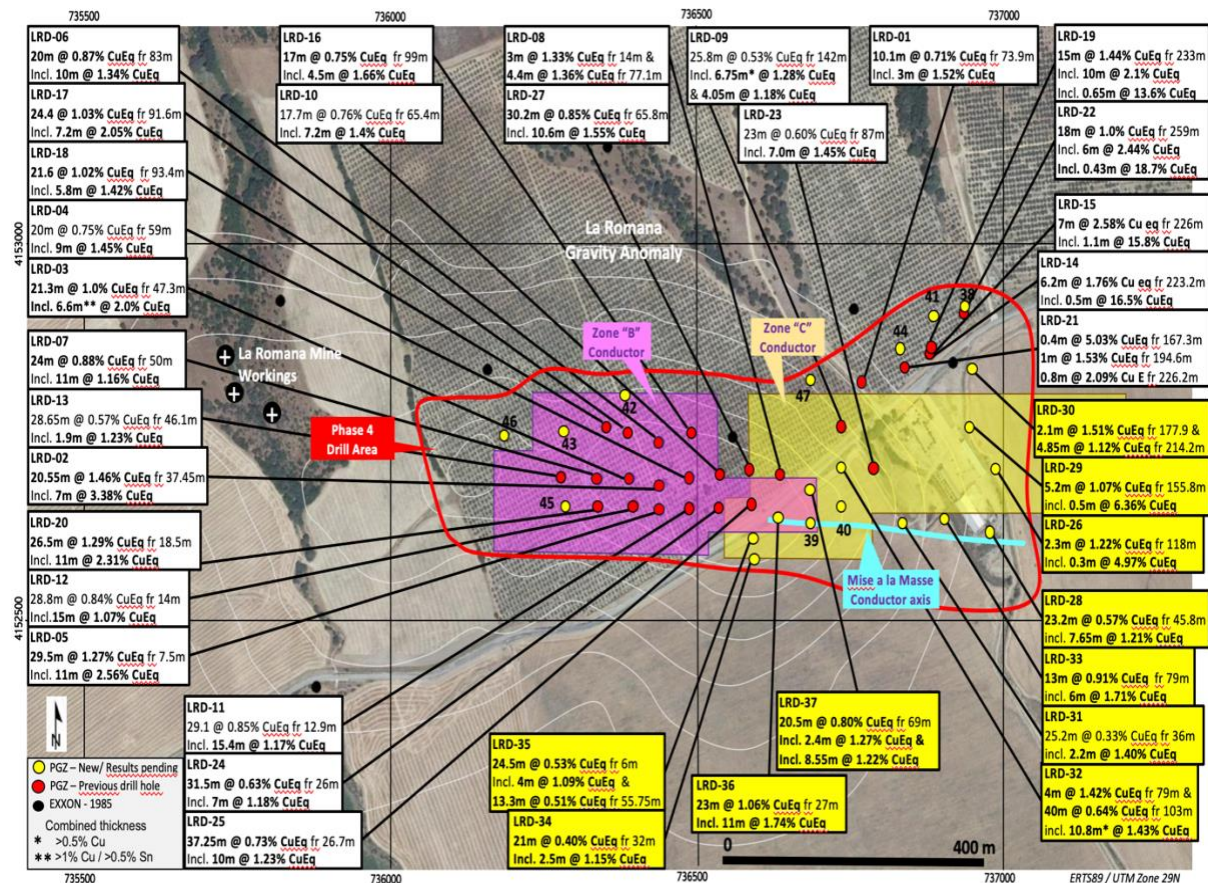 735500
736000
736500
737000
LRD-06
20m @ 0.87% CuEq fr 83m
Incl. 10m @ 1.34% CuEq
LRD-17
24.4 @ 1.03% CuEq fr 91.6m
Incl. 7.2m @ 2.05% CuEq
LRD-18
21.6 @ 1.02% CuEq fr 93.4m
Incl. 5.8m @ 1.42% CuEq
LRD-04
20m @ 0.75% CuEq fr 59m
Incl. 9m @ 1.45% CuEq
LRD-03
21.3m @ 1.0% CuEq fr 47.3m
Incl. 6.6m** @ 2.0% CuEq
LRD-07
24m @ 0.88% CuEq fr 50m
Incl. 11m @ 1.16% CuEq
LRD-13
28.65m @ 0.57% CuEq fr 46.1m
Incl. 1.9m @ 1.23% CuEq
LRD-02
20.55m @ 1.46% CuEq fr 37.45m
Incl. 7m @ 3.38% CuEq
LRD-20
26.5m @ 1.29% CuEq fr 18.5m
Incl. 11m @ 2.31% CuEq
LRD-12
28.8m @ 0.84% CuEq fr 14m
Incl.15m @ 1.07% CuEq
LRD-05
29.5m @ 1.27% CuEq fr 7.5m
Incl. 11m @ 2.56% CuEq
LRD-16
17m @ 0.75% CuEq fr 99m
Incl. 4.5m @ 1.66% CuEq
LRD-10
17.7m @ 0.76% CuEq fr 65.4m
Incl. 7.2m @ 1.4% CuEq
LRD-08
3m @ 1.33% CuEq fr 14m &
4.4m @ 1.36% CuEq fr 77.1m
LRD-27
30.2m @ 0.85% CuEq fr 65.8m
Incl. 10.6m @ 1.55% CuEq
LRD-09
25.8m @ 0.53% CuEq fr 142m
Incl. 6.75m* @ 1.28% CuEq
& 4.05m @ 1.18% CuEq
LRD-23
23m @ 0.60% CuEq fr 87m
Incl. 7.0m @ 1.45% CuEq
LRD-01
10.1m @ 0.71% CuEq fr 73.9m
Incl. 3m @ 1.52% CuEq
LRD-19
15m @ 1.44% CuEq fr 233m
Incl. 10m @ 2.1% CuEq
Incl. 0.65m @ 13.6% CuEq
LRD-22
18m @ 1.0% CuEq fr 259m
Incl. 6m @ 2.44% CuEq
Incl. 0.43m @ 18.7% CuEq
LRD-15
7m @ 2.58% Cu eq fr 226m
Incl. 1.1m @ 15.8% CuEq
LRD-14
6.2m @ 1.76% Cu eq fr 223.2m
Incl. 0.5m @ 16.5% CuEq
LRD-21
0.4m @ 5.03% CuEq fr 167.3m
1m @ 1.53% CuEq fr 194.6m
0.8m @ 2.09% Cu E fr 226.2m
LRD-30
2.1m @ 1.51% CuEq fr 177.9 &
4.85m @ 1.12% CuEq fr 214.2m
LRD-29
5.2m @ 1.07% CuEq fr 155.8m
Incl. 0.5m @ 6.36% CuEq
LRD-26
2.3m @ 1.22% CuEq fr 118m
Incl. 0.3m @ 4.97% CuEq
LRD-28
23.2m @ 0.57% CuEq fr 45.8m
incl. 7.65m @ 1.21% CuEq
LRD-33
13m @ 0.91% CuEq fr 79m
incl. 6m @ 1.71% CuEq
LRD-31
25.2m @ 0.33% CuEq fr 36m
incl. 2.2m @ 1.40% CuEq
LRD-32
4m @ 1.42% CuEq fr 79m &
40m @ 0.64% CuEq fr 103m
incl. 10.8m* @ 1.43% CuEq
4153000
4152500
La Romana
Gravity Anomaly
La Romana Mine
Workings
Zone "B"
Conductor
Zone "C"
Conductor
Phase 4
Drill Area
Mise a la Masse
Conductor axis
38
41
44
47
42
43
46
45
39
40
LRD-11
29.1 @ 0.85% CuEq fr 12.9m
Incl. 15.4m @ 1.17% CuEq
LRD-24
31.5m @ 0.63% CuEq fr 26m
Incl. 7m @ 1.18% CuEq
LRD-25
37.25m @ 0.73% CuEq fr 26.7m
Incl. 10m @ 1.23% CuEq
LRD-35
24.5m @ 0.53% CuEq fr 6m
Incl. 4m @ 1.09% CuEq &
13.3m @ 0.51% CuEq fr 55.75m
LRD-34
21m @ 0.40% CuEq fr 32m
Incl. 2.5m @ 1.15% CuEq
LRD-37
20.5m @ 0.80% CuEq fr 69m
Incl. 2.4m @ 1.27% CuEq &
Incl. 8.55m @ 1.22% CuEq
LRD-36
23m @ 1.06% CuEq fr 27m
Incl. 11m @ 1.74% CuEq
N
PGZ – New/ Results pending
PGZ – Previous drill hole
EXXON - 1985
Combined thickness
* >0.5% Cu
** >1% Cu / >0.5% Sn
0
400 m
735500
736000
736500
737000
ERTS89 / UTM Zone 29N